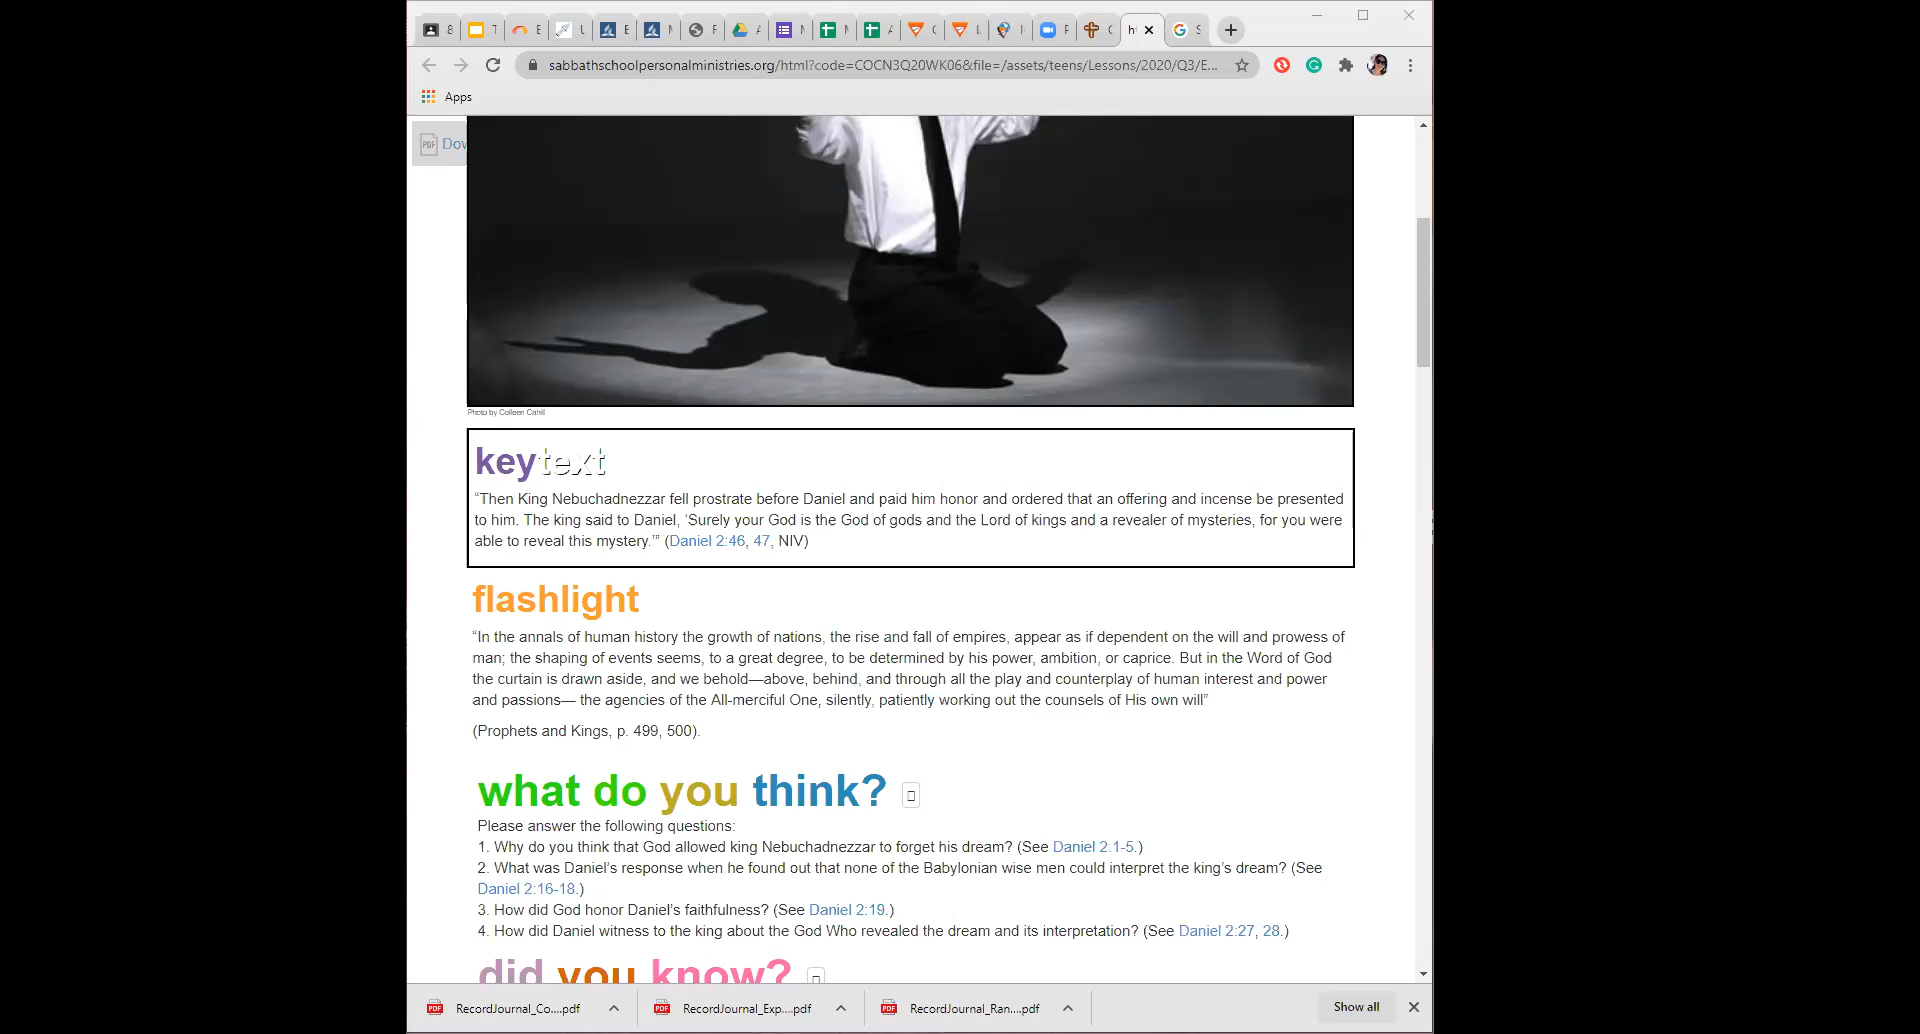 8 T E U E M F A M M A C L T F C h S
sabbathschoolpersonalministries.org/html?code=COCN3Q20WK06&file=/assets/teens/Lessons/2020/Q3/E...
Apps
PDF Dov
Photo by Colleen Cahill
keytext
“Then King Nebuchadnezzar fell prostrate before Daniel and paid him honor and ordered that an offering and incense be presented
to him. The king said to Daniel, ‘Surely your God is the God of gods and the Lord of kings and a revealer of mysteries, for you were
able to reveal this mystery.’” (Daniel 2:46, 47, NIV)
flashlight
“In the annals of human history the growth of nations, the rise and fall of empires, appear as if dependent on the will and prowess of
man; the shaping of events seems, to a great degree, to be determined by his power, ambition, or caprice. But in the Word of God
the curtain is drawn aside, and we behold—above, behind, and through all the play and counterplay of human interest and power
and passions— the agencies of the All-merciful One, silently, patiently working out the counsels of His own will”
(Prophets and Kings, p. 499, 500).
what do you think?
Please answer the following questions:
1. Why do you think that God allowed king Nebuchadnezzar to forget his dream? (See Daniel 2:1-5.)
2. What was Daniel’s response when he found out that none of the Babylonian wise men could interpret the king’s dream? (See
Daniel 2:16-18.)
3. How did God honor Daniel’s faithfulness? (See Daniel 2:19.)
4. How did Daniel witness to the king about the God Who revealed the dream and its interpretation? (See Daniel 2:27, 28.)
did you know?
RecordJournal_Co....pdf RecordJournal_Exp....pdf RecordJournal_Ran....pdf Show all